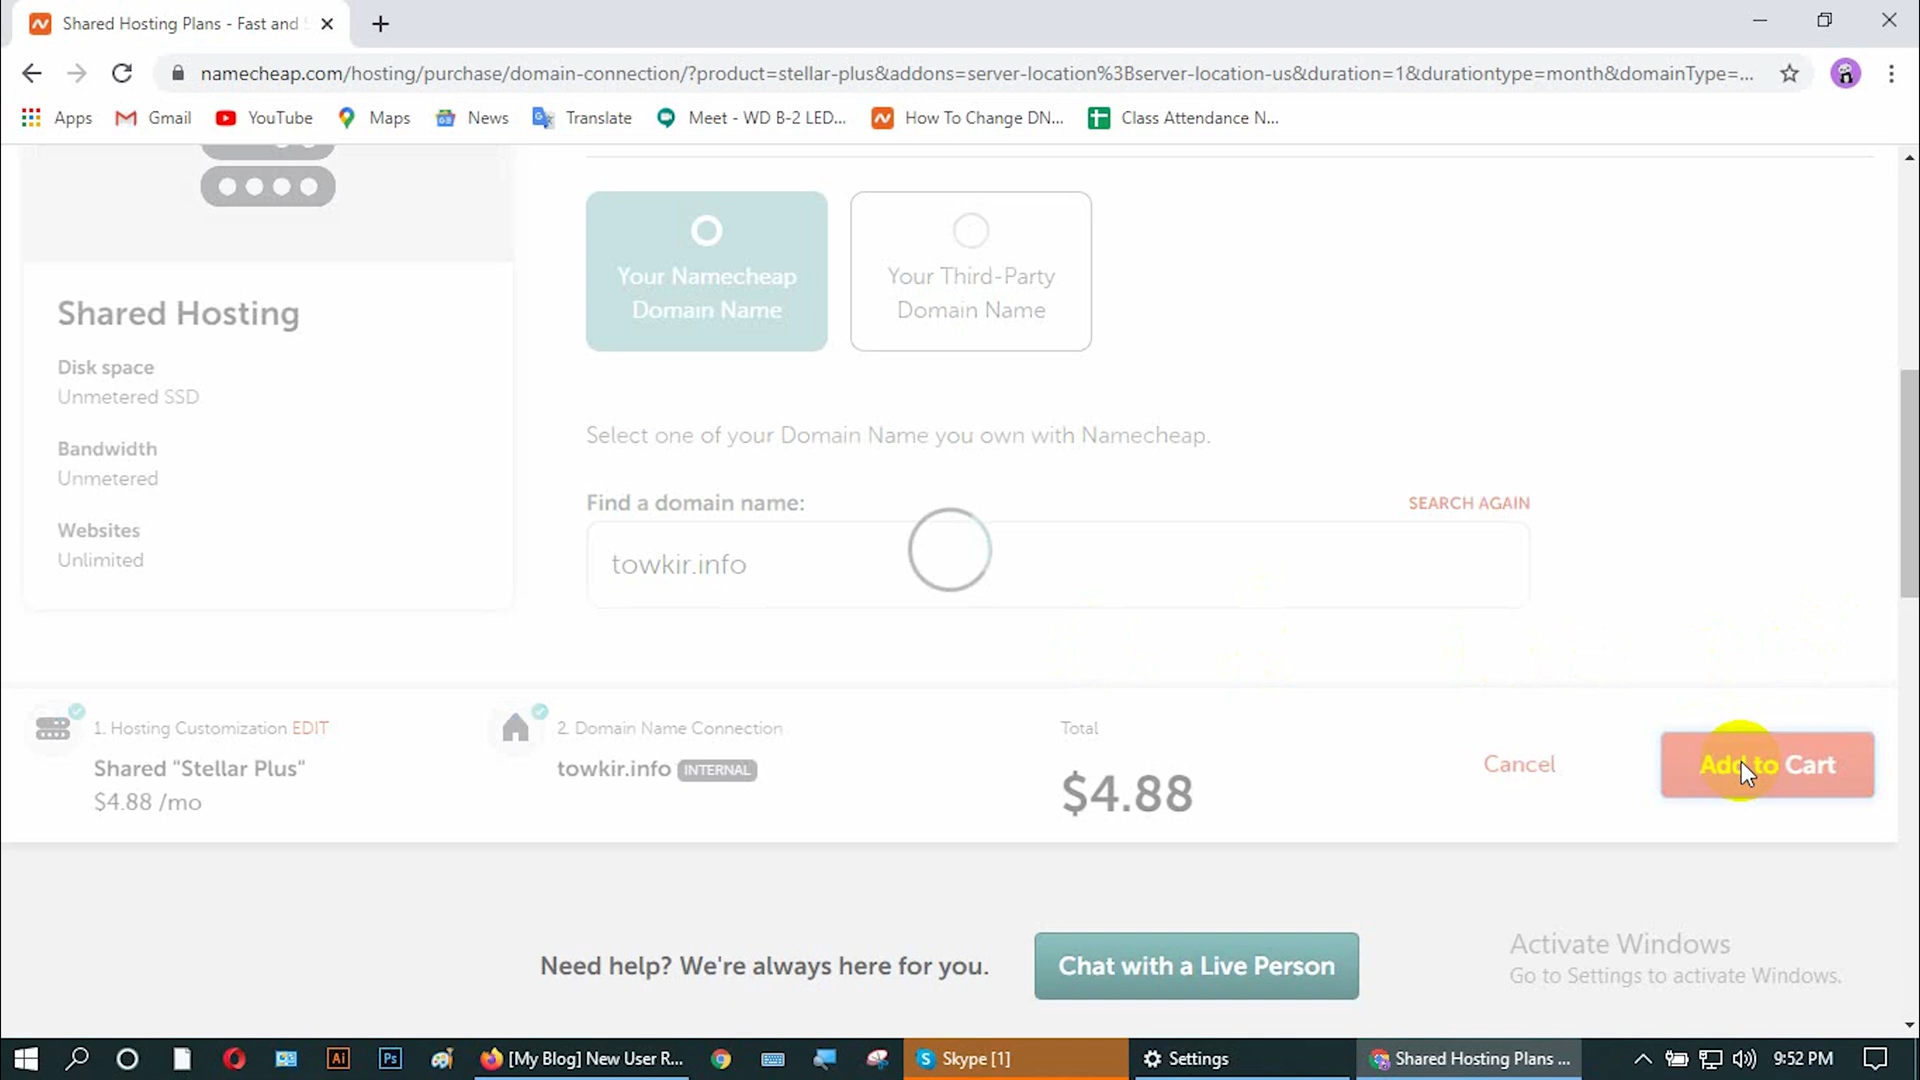 Shared Hosting Plans - Fast and
namecheap.com/hosting/purchase/domain-connection/?product=stellar-plus&addons=server-location%3Bserver-location-us&duration=1&durationtype=month&domainType=...
Apps Gmail YouTube Maps News Translate Meet - WD B-2 LED... How To Change DN... Class Attendance N...
Your Namecheap
Domain Name
Your Third-Party
Domain Name
Shared Hosting
Disk space
Unmetered SSD
Bandwidth
Unmetered
Websites
Unlimited
Select one of your Domain Name you own with Namecheap.
Find a domain name:
SEARCH AGAIN
towkir.info
1. Hosting Customization EDIT
Shared "Stellar Plus"
$4.88 /mo
2. Domain Name Connection
towkir.info INTERNAL
Total
$4.88
Cancel
Add to Cart
Need help? We're always here for you.
Chat with a Live Person
Activate Windows
Go to Settings to activate Windows.
Ai Ps [My Blog] New User R... Skype [1] Settings Shared Hosting Plans ... 9:52 PM